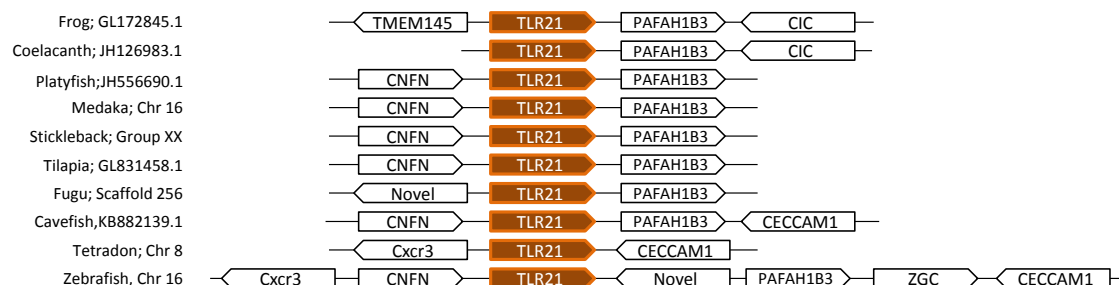 Frog; GL172845.1 TMEM145 TLR21 PAFAH1B3 CIC
Coelacanth; JH126983.1 TLR21 PAFAH1B3 CIC
Platyfish;JH556690.1 CNFN TLR21 PAFAH1B3
Medaka; Chr 16 CNFN TLR21 PAFAH1B3
Stickleback; Group XX CNFN TLR21 PAFAH1B3
Tilapia; GL831458.1 CNFN TLR21 PAFAH1B3
Fugu; Scaffold 256 Novel TLR21 PAFAH1B3
Cavefish,KB882139.1 CNFN TLR21 PAFAH1B3 CECCAM1
Tetradon; Chr 8 Cxcr3 TLR21 CECCAM1
Zebrafish, Chr 16 Cxcr3 CNFN TLR21 Novel PAFAH1B3 ZGC CECCAM1